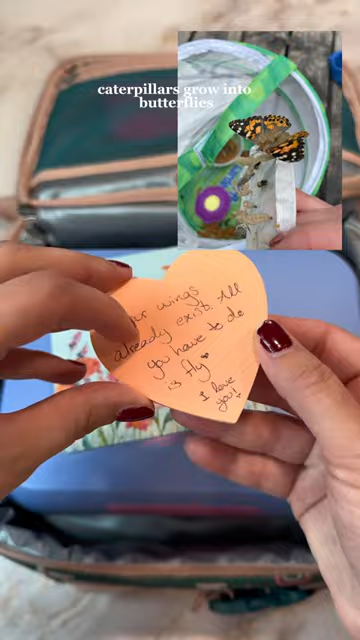 caterpillars grow into
butterflies
wings
already exist. All
you have to do
is fly
I love
you!